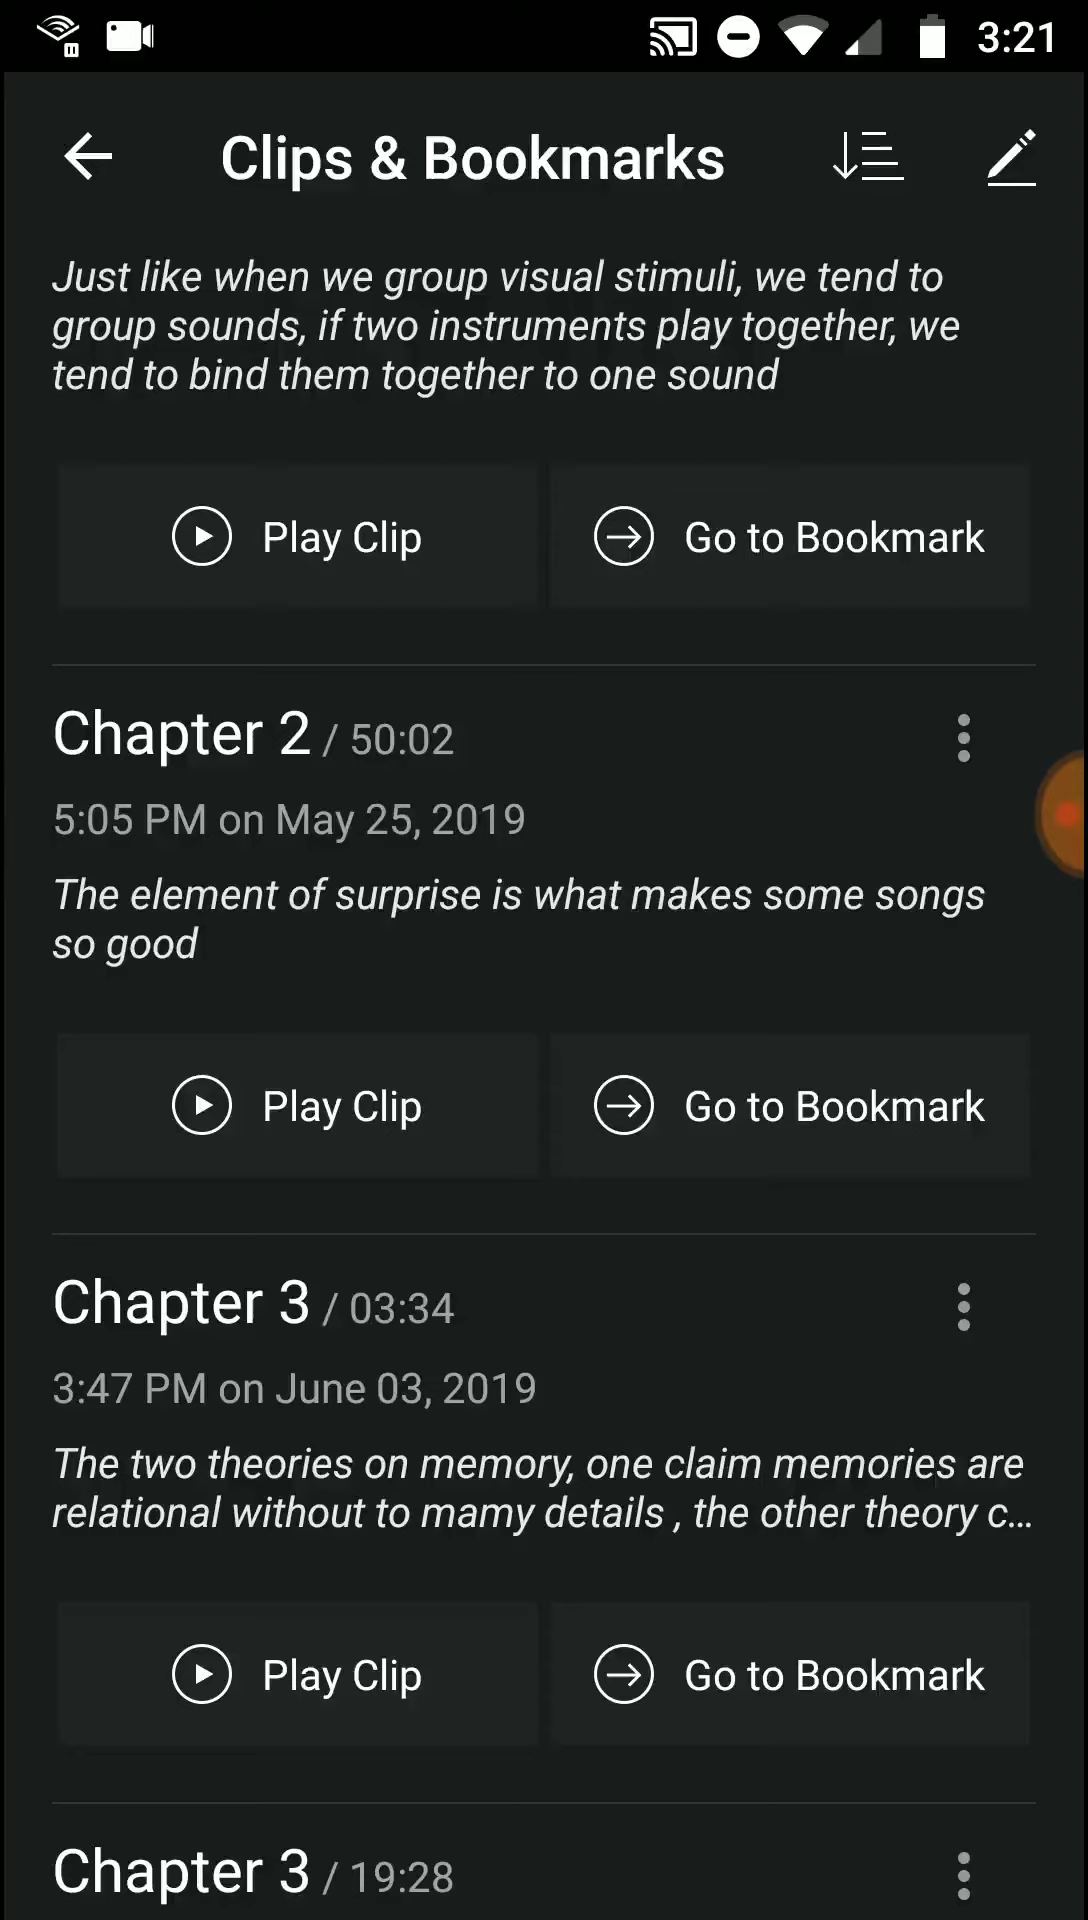 3:21
Clips & Bookmarks
Just like when we group visual stimuli, we tend to
group sounds, if two instruments play together, we
tend to bind them together to one sound
Play Clip
Go to Bookmark
Chapter 2 / 50:02
5:05 PM on May 25, 2019
The element of surprise is what makes some songs
so good
Play Clip
Go to Bookmark
Chapter 3 / 03:34
3:47 PM on June 03, 2019
The two theories on memory, one claim memories are
relational without to mamy details , the other theory c...
Play Clip
Go to Bookmark
Chapter 3 / 19:28